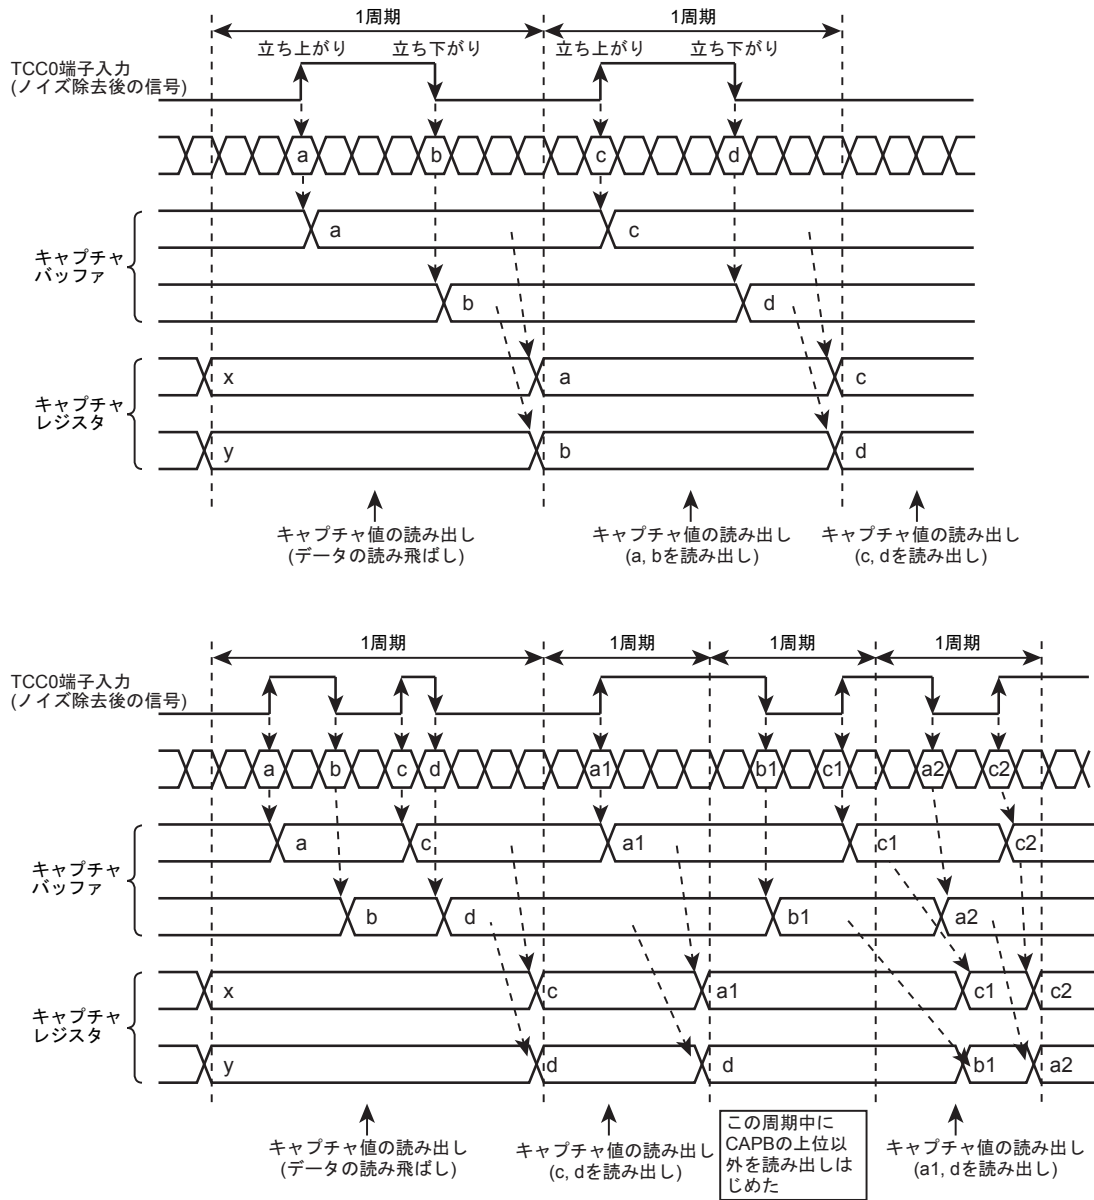 1周期 1周期
立ち上がり 立ち下がり 立ち上がり 立ち下がり
TCC0端子入力
(ノイズ除去後の信号)
a b c d
キャプチャ
バッファ
a c
b d
キャプチャ
レジスタ
x a c
y b d
キャプチャ値の読み出し
(データの読み飛ばし)
キャプチャ値の読み出し
(a, bを読み出し)
キャプチャ値の読み出し
(c, dを読み出し)
1周期 1周期 1周期 1周期
TCC0端子入力
(ノイズ除去後の信号)
a b c d a1 b1 c1 a2 c2
キャプチャ
バッファ
a c a1 c1 c2
b d b1 a2
キャプチャ
レジスタ
x c a1 c1 c2
y d d b1 a2
キャプチャ値の読み出し
(データの読み飛ばし)
キャプチャ値の読み出し
(c, dを読み出し)
この周期中に
CAPBの上位以
外を読み出しは
じめた
キャプチャ値の読み出し
(a1, dを読み出し)